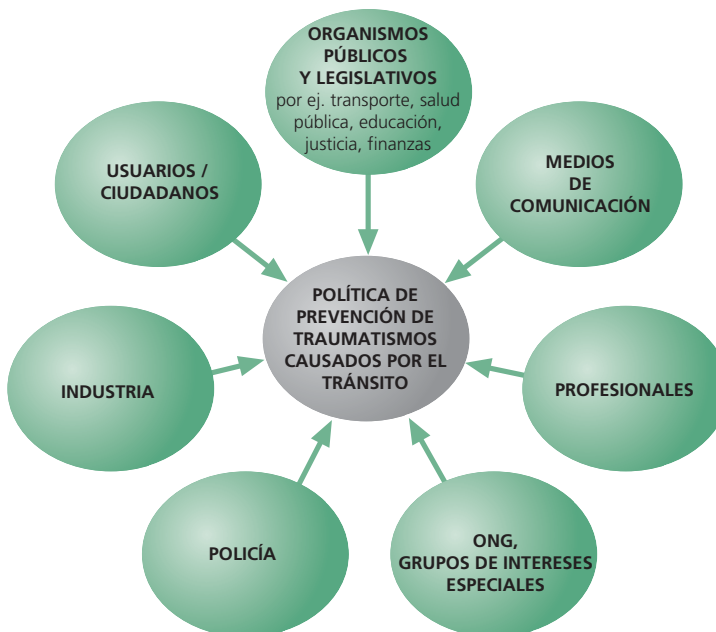 ORGANISMOS
PÚBLICOS
Y LEGISLATIVOS
por ej. transporte, salud
pública, educación,
justicia, finanzas
USUARIOS /
CIUDADANOS
MEDIOS
DE
COMUNICACIÓN
POLÍTICA DE
PREVENCIÓN DE
TRAUMATISMOS
CAUSADOS POR EL
TRÁNSITO
INDUSTRIA
PROFESIONALES
POLICÍA
ONG,
GRUPOS DE INTERESES
ESPECIALES